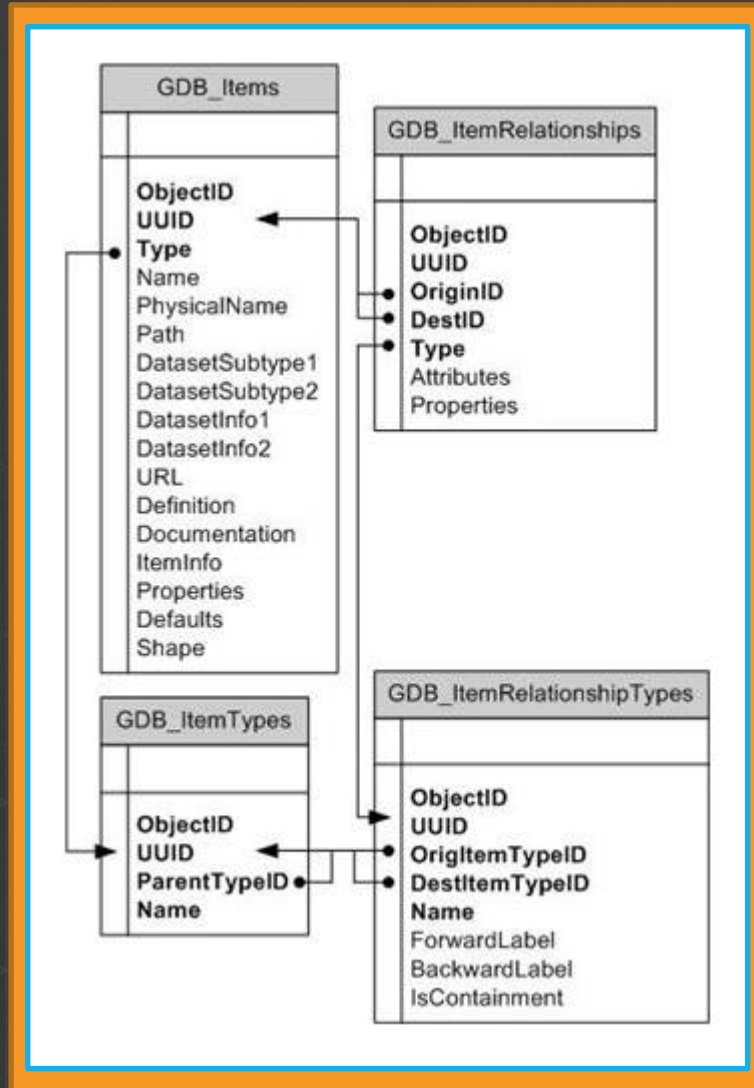 GDB_Items
ObjectID
UUID
Type
Name
PhysicalName
Path
DatasetSubtype1
DatasetSubtype2
DatasetInfo1
DatasetInfo2
URL
Definition
Documentation
ItemInfo
Properties
Defaults
Shape
GDB_ItemRelationships
ObjectID
UUID
OriginID
DestID
Type
Attributes
Properties
GDB_ItemTypes
ObjectID
UUID
ParentTypeID
Name
GDB_ItemRelationshipTypes
ObjectID
UUID
OrigItemTypeID
DestItemTypeID
Name
ForwardLabel
BackwardLabel
IsContainment